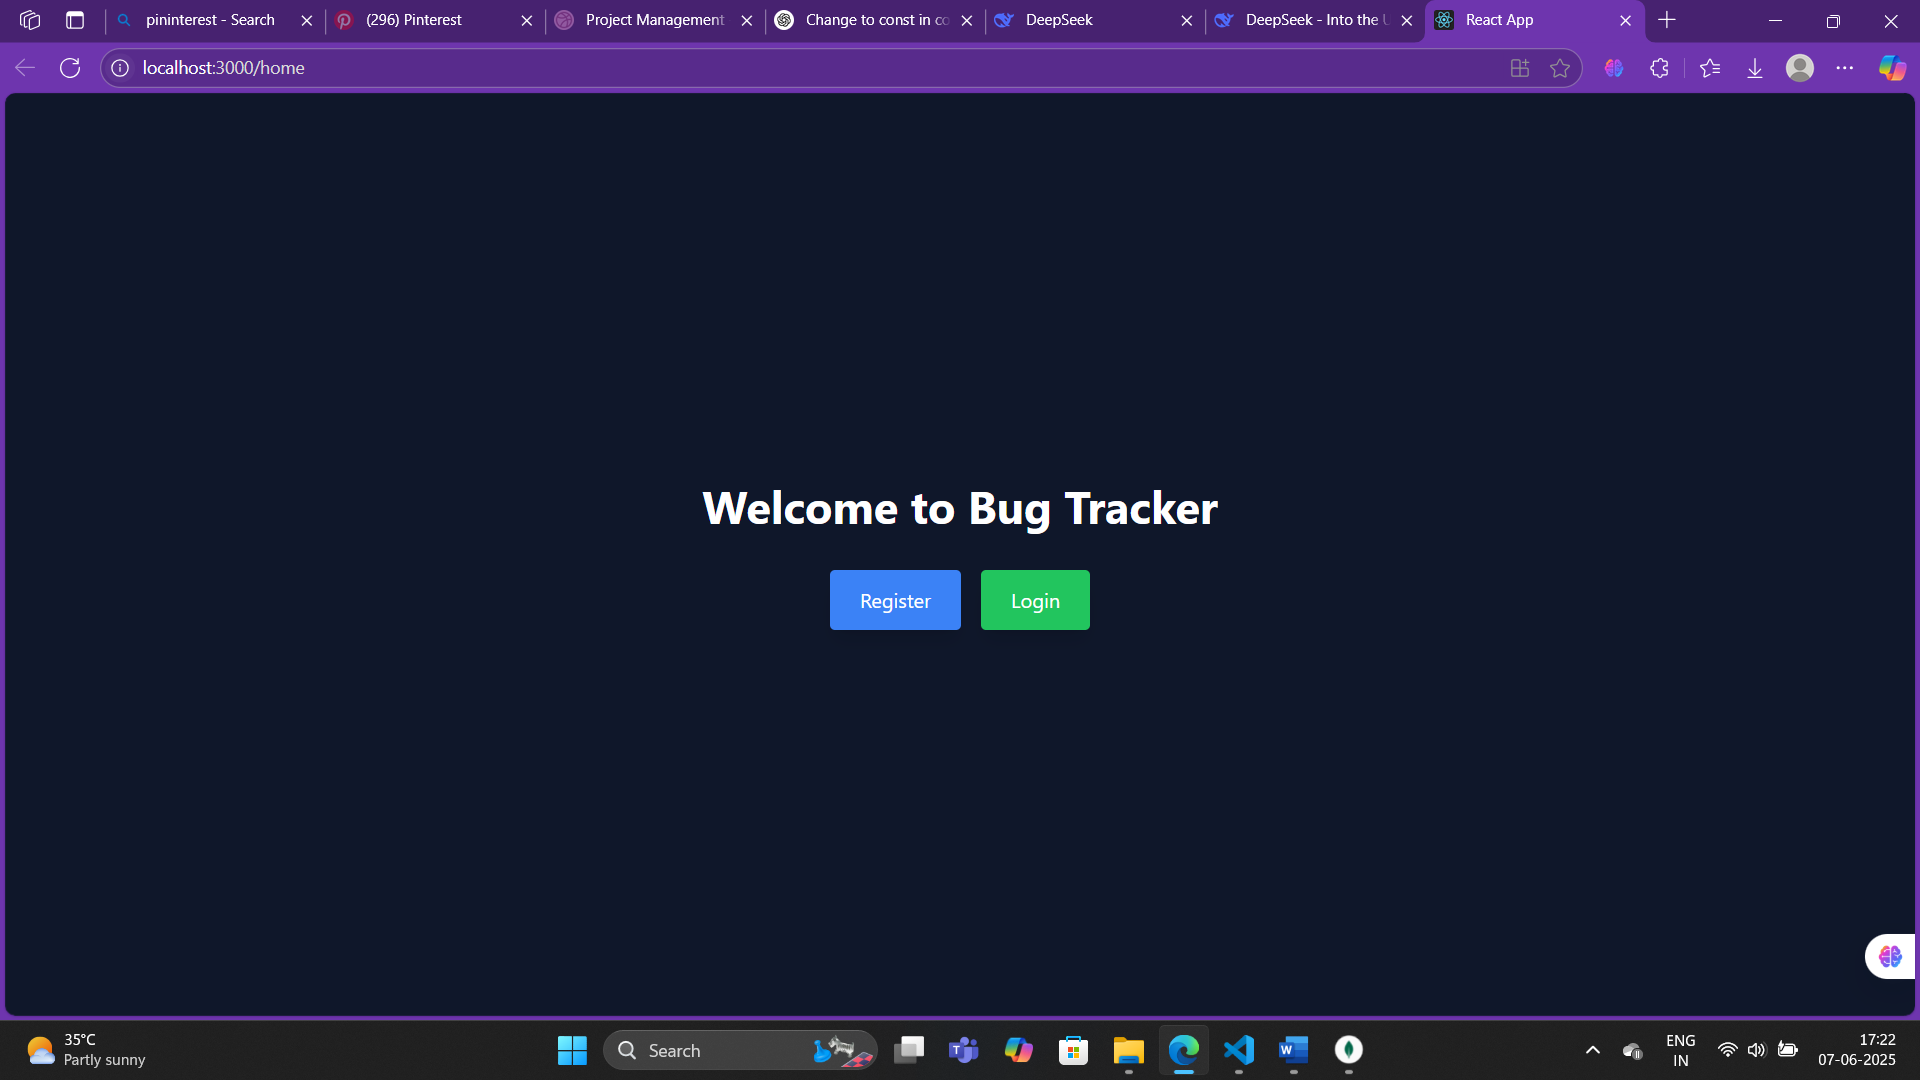 pininterest - Search
(296) Pinterest
Project Management
Change to const in co
DeepSeek
DeepSeek - Into the U
React App
localhost:3000/home
Welcome to Bug Tracker
Register
Login
35°C
Partly sunny
Search
ENG
IN
17:22
07-06-2025